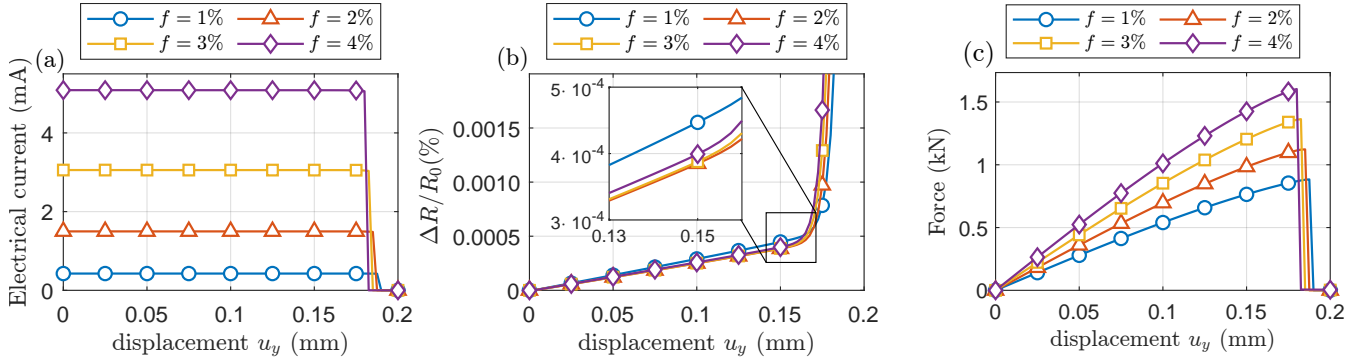 f = 1% f = 2%
f = 3% f = 4%
(a)
Electrical current (mA)
4
2
0
0 0.05 0.1 0.15 0.2
displacement u_y (mm)
f = 1% f = 2%
f = 3% f = 4%
(b)
ΔR/R_0(%)
0.0015
0.0010
0.0005
0
5 · 10^-4
4 · 10^-4
3 · 10^-4
0.13 0.15
0 0.05 0.1 0.15 0.2
displacement u_y (mm)
f = 1% f = 2%
f = 3% f = 4%
(c)
Force (kN)
1.5
1
0.5
0
0 0.05 0.1 0.15 0.2
displacement u_y (mm)